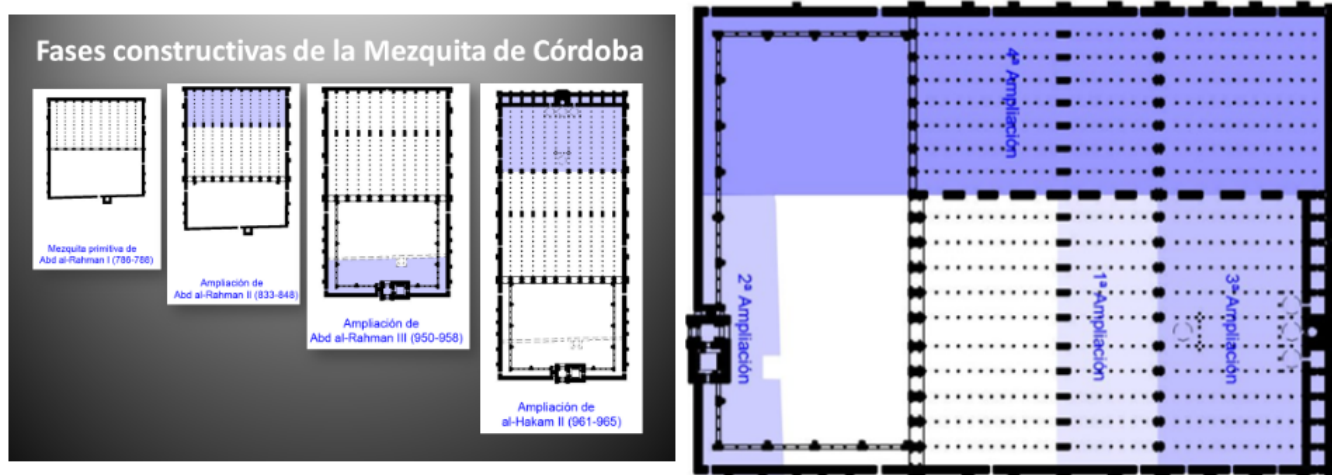 Fases constructivas de la Mezquita de Córdoba
Mezquita primitiva de
Abd al-Rahman I (786-788)
Ampliación de
Abd al-Rahman II (833-848)
Ampliación de
Abd al-Rahman III (950-958)
Ampliación de
al-Hakam II (961-965)
4ª Ampliación
2ª Ampliación
1ª Ampliación
3ª Ampliación